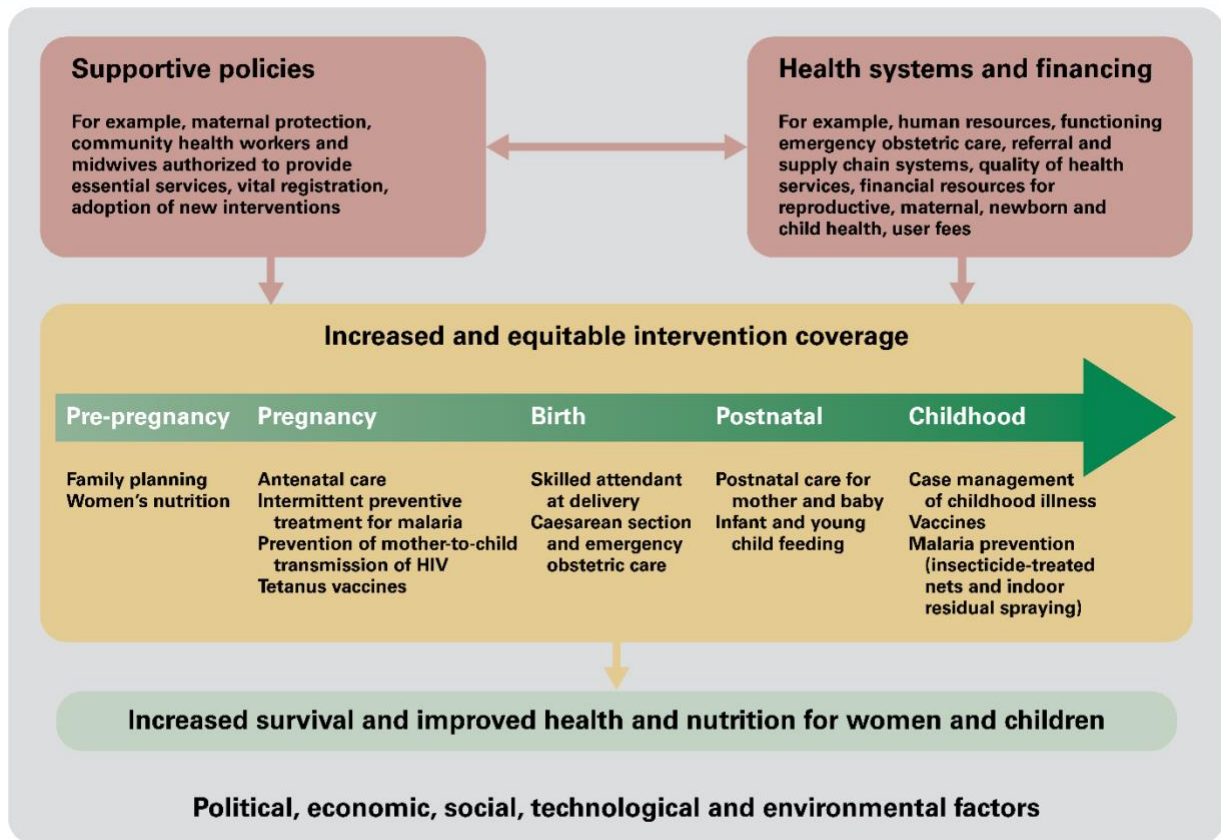 Supportive policies
For example, maternal protection,
community health workers and
midwives authorized to provide
essential services, vital registration,
adoption of new interventions
Health systems and financing
For example, human resources, functioning
emergency obstetric care, referral and
supply chain systems, quality of health
services, financial resources for
reproductive, maternal, newborn and
child health, user fees
Increased and equitable intervention coverage
Pre-pregnancy
Family planning
Women's nutrition
Pregnancy
Antenatal care
Intermittent preventive
treatment for malaria
Prevention of mother-to-child
transmission of HIV
Tetanus vaccines
Birth
Skilled attendant
at delivery
Caesarean section
and emergency
obstetric care
Postnatal
Postnatal care for
mother and baby
Infant and young
child feeding
Childhood
Case management
of childhood illness
Vaccines
Malaria prevention
(insecticide-treated
nets and indoor
residual spraying)
Increased survival and improved health and nutrition for women and children
Political, economic, social, technological and environmental factors